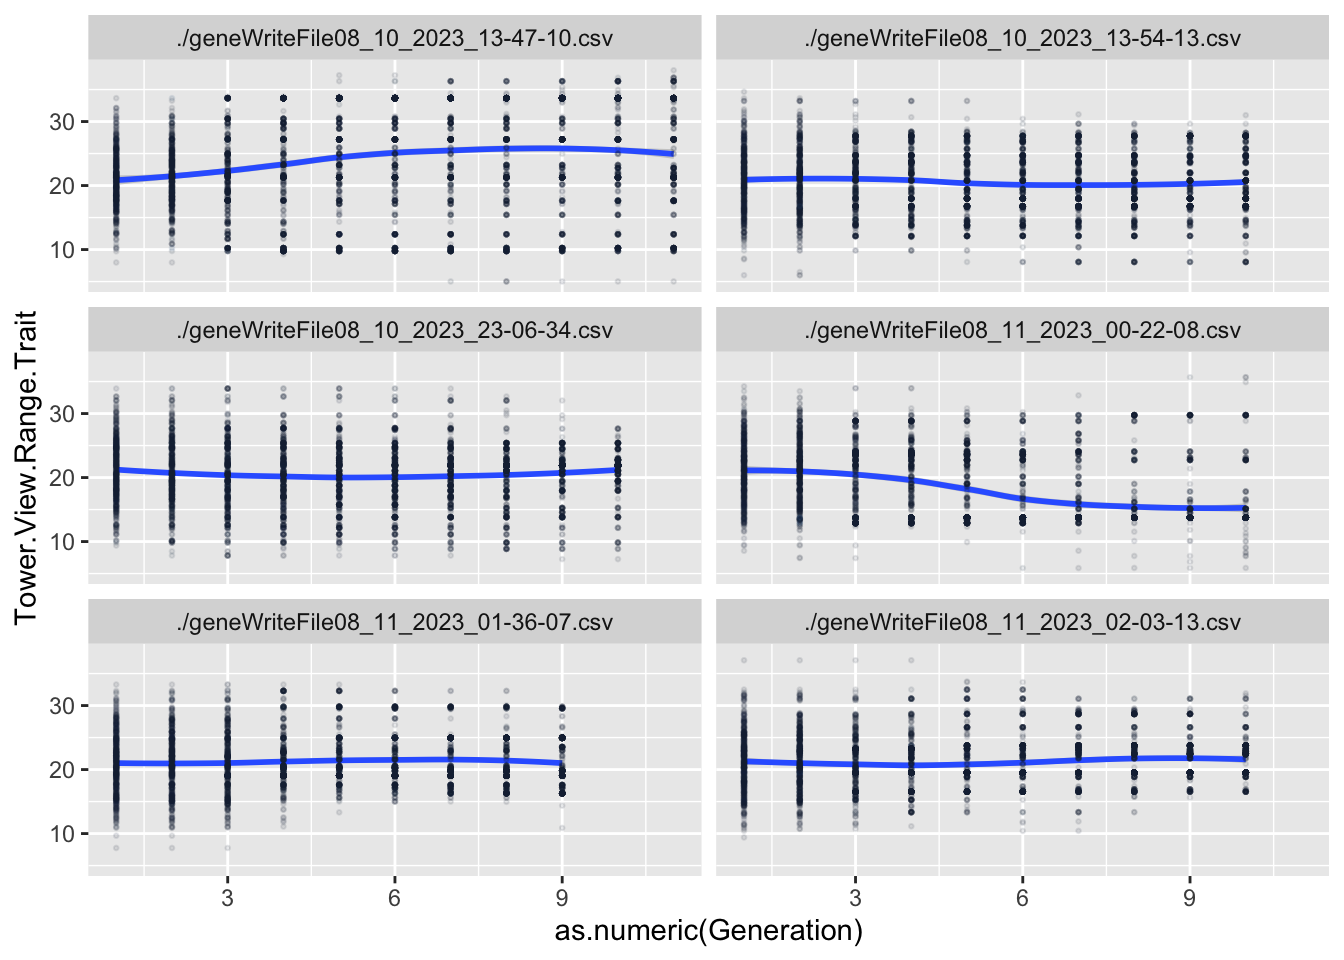 ./geneWriteFile08_10_2023_13-47-10.csv
./geneWriteFile08_10_2023_13-54-13.csv
30
20
10
./geneWriteFile08_10_2023_23-06-34.csv
./geneWriteFile08_11_2023_00-22-08.csv
30
20
10
./geneWriteFile08_11_2023_01-36-07.csv
./geneWriteFile08_11_2023_02-03-13.csv
30
20
10
Tower.View.Range.Trait
3 6 9 3 6 9
as.numeric(Generation)